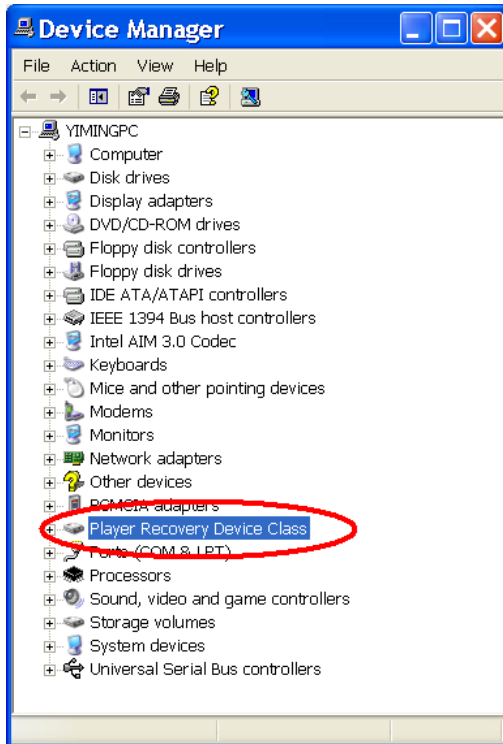 Device Manager
File Action View Help
YIMINGPC
Computer
Disk drives
Display adapters
DVD/CD-ROM drives
Floppy disk controllers
Floppy disk drives
IDE ATA/ATAPI controllers
IEEE 1394 Bus host controllers
Intel AIM 3.0 Codec
Keyboards
Mice and other pointing devices
Modems
Monitors
Network adapters
Other devices
PCMCIA adapters
Player Recovery Device Class
Ports (COM & LPT)
Processors
Sound, video and game controllers
Storage volumes
System devices
Universal Serial Bus controllers